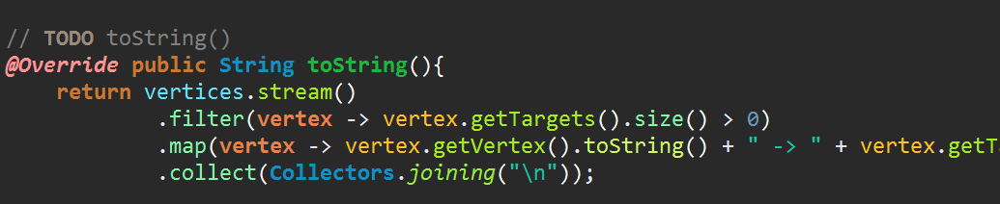 // TODO toString()
@Override public String toString(){
return vertices.stream()
.filter(vertex -> vertex.getTargets().size() > 0)
.map(vertex -> vertex.getVertex().toString() + " -> " + vertex.getT
.collect(Collectors.joining("\n"));